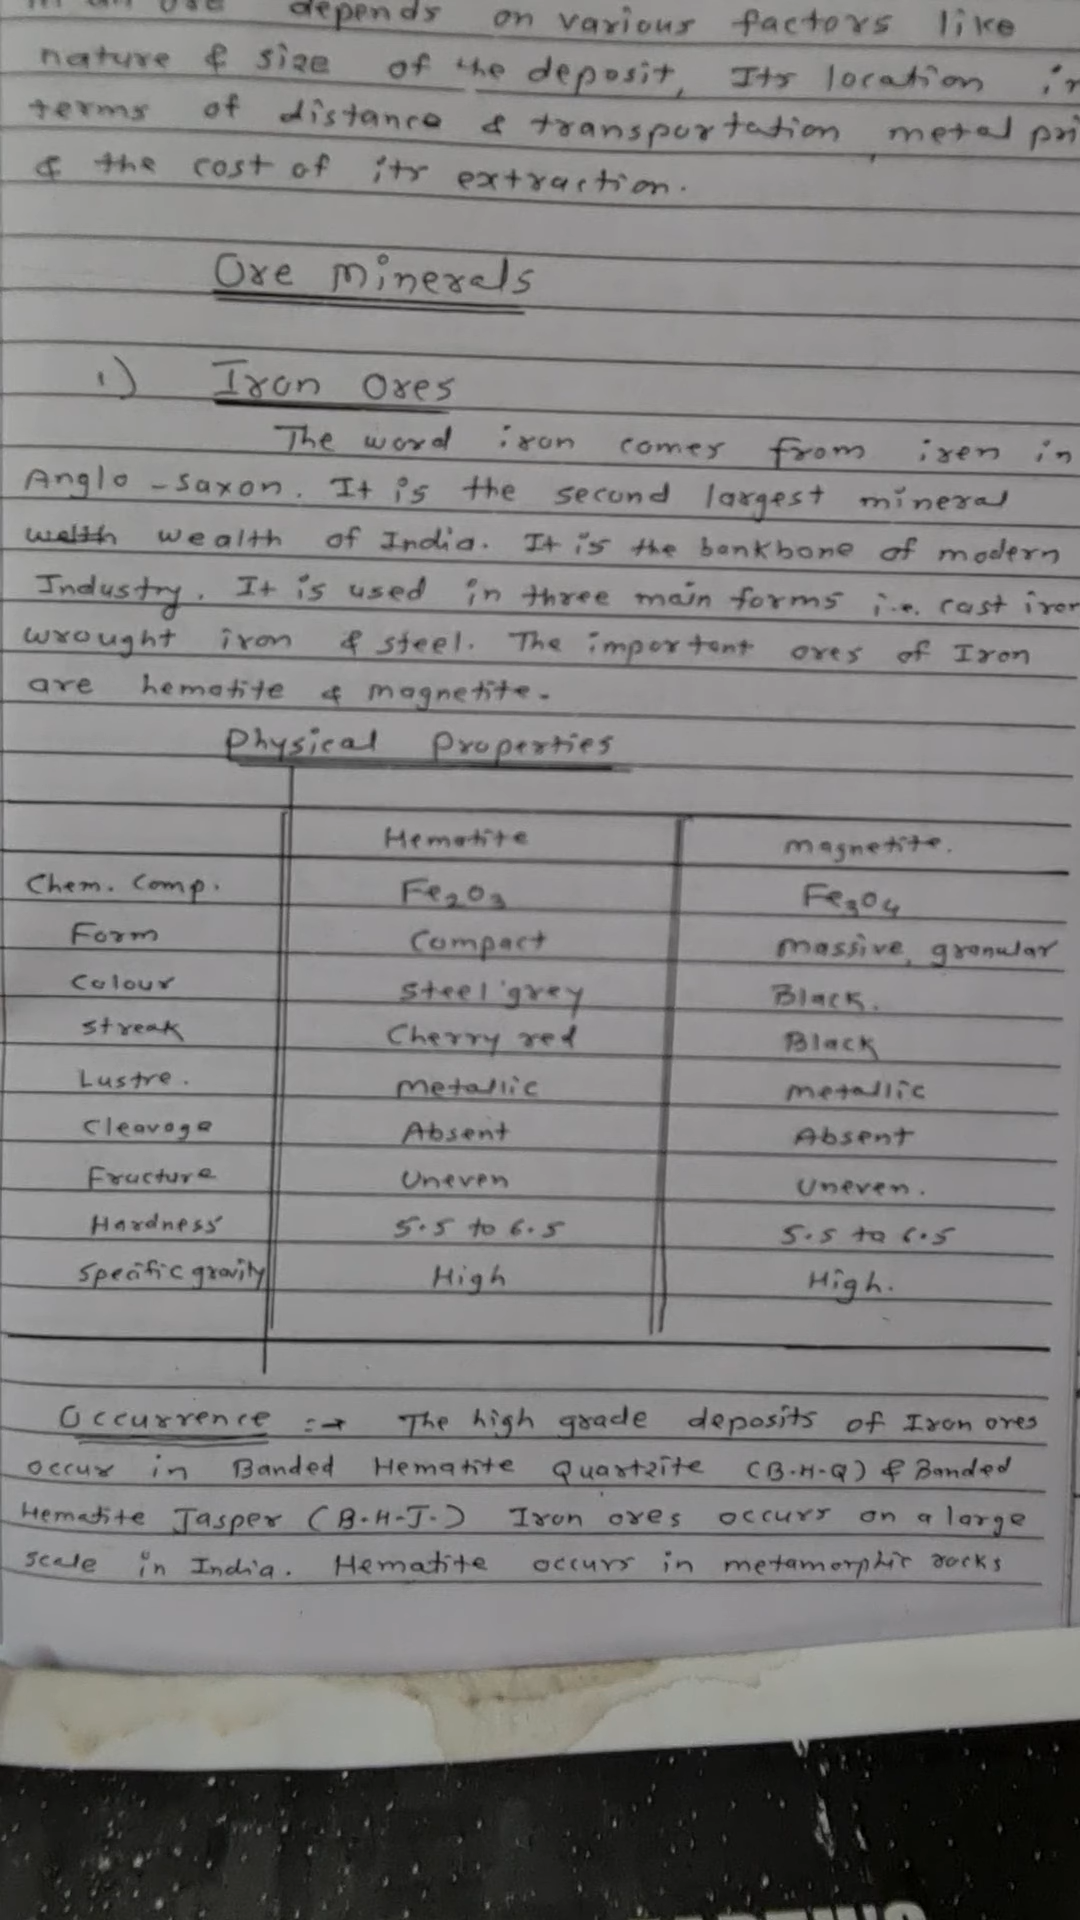 depends on various factors like
nature & size of the deposit, Its location in
terms of distance & transportation, metal pri
& the cost of its extraction.
Ore minerals
1) Iron Ores
The word iron comes from iren in
Anglo-saxon. It is the second largest mineral
wealth of India. It is the bankbone of modern
Industry. It is used in three main forms i.e. cast iron
wrought iron & steel. The important ores of Iron
are hematite & magnetite.
Physical Properties
Hematite magnetite.
Chem. Comp. Fe2O3 Fe3O4
Form Compact massive, granular
Colour Steel grey Black.
Streak Cherry red Black
Lustre. metallic metallic
Cleavage Absent Absent
Fracture Uneven Uneven.
Hardness 5.5 to 6.5 5.5 to 6.5
Specific gravity High High.
Occurrence :→ The high grade deposits of Iron ores
occur in Banded Hematite Quartzite (B.H.Q) & Banded
Hematite Jasper (B.H.J.) Iron ores occurs on a large
scale in India. Hematite occurs in metamorphic rocks